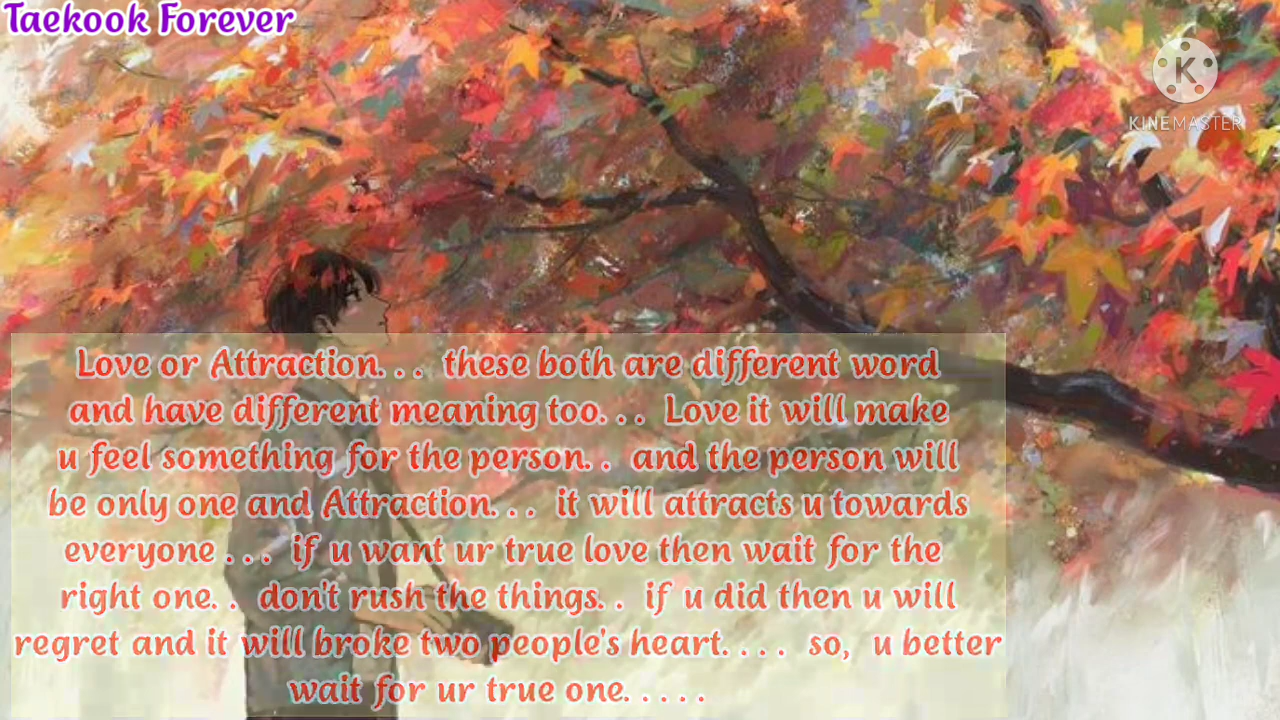 Taekook Forever
KINEMASTER
Love or Attraction. . .  these both are different word
and have different meaning too. . .  Love it will make
u feel something for the person. .  and the person will
be only one and Attraction. . .  it will attracts u towards
everyone . . .  if u want ur true love then wait for the
right one. .  don't rush the things. .  if u did then u will
regret and it will broke two people's heart. . . .  so,  u better
wait for ur true one. . . . .